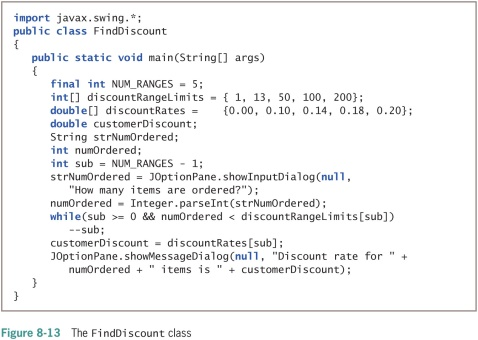 import javax.swing.*;
public class FindDiscount
{
   public static void main(String[] args)
   {
      final int NUM_RANGES = 5;
      int[] discountRangeLimits = { 1, 13, 50, 100, 200};
      double[] discountRates =    {0.00, 0.10, 0.14, 0.18, 0.20};
      double customerDiscount;
      String strNumOrdered;
      int numOrdered;
      int sub = NUM_RANGES - 1;
      strNumOrdered = JOptionPane.showInputDialog(null,
         "How many items are ordered?");
      numOrdered = Integer.parseInt(strNumOrdered);
      while(sub >= 0 && numOrdered < discountRangeLimits[sub])
         --sub;
      customerDiscount = discountRates[sub];
      JOptionPane.showMessageDialog(null, "Discount rate for " +
         numOrdered + " items is " + customerDiscount);
   }
}
Figure 8-13 The FindDiscount class